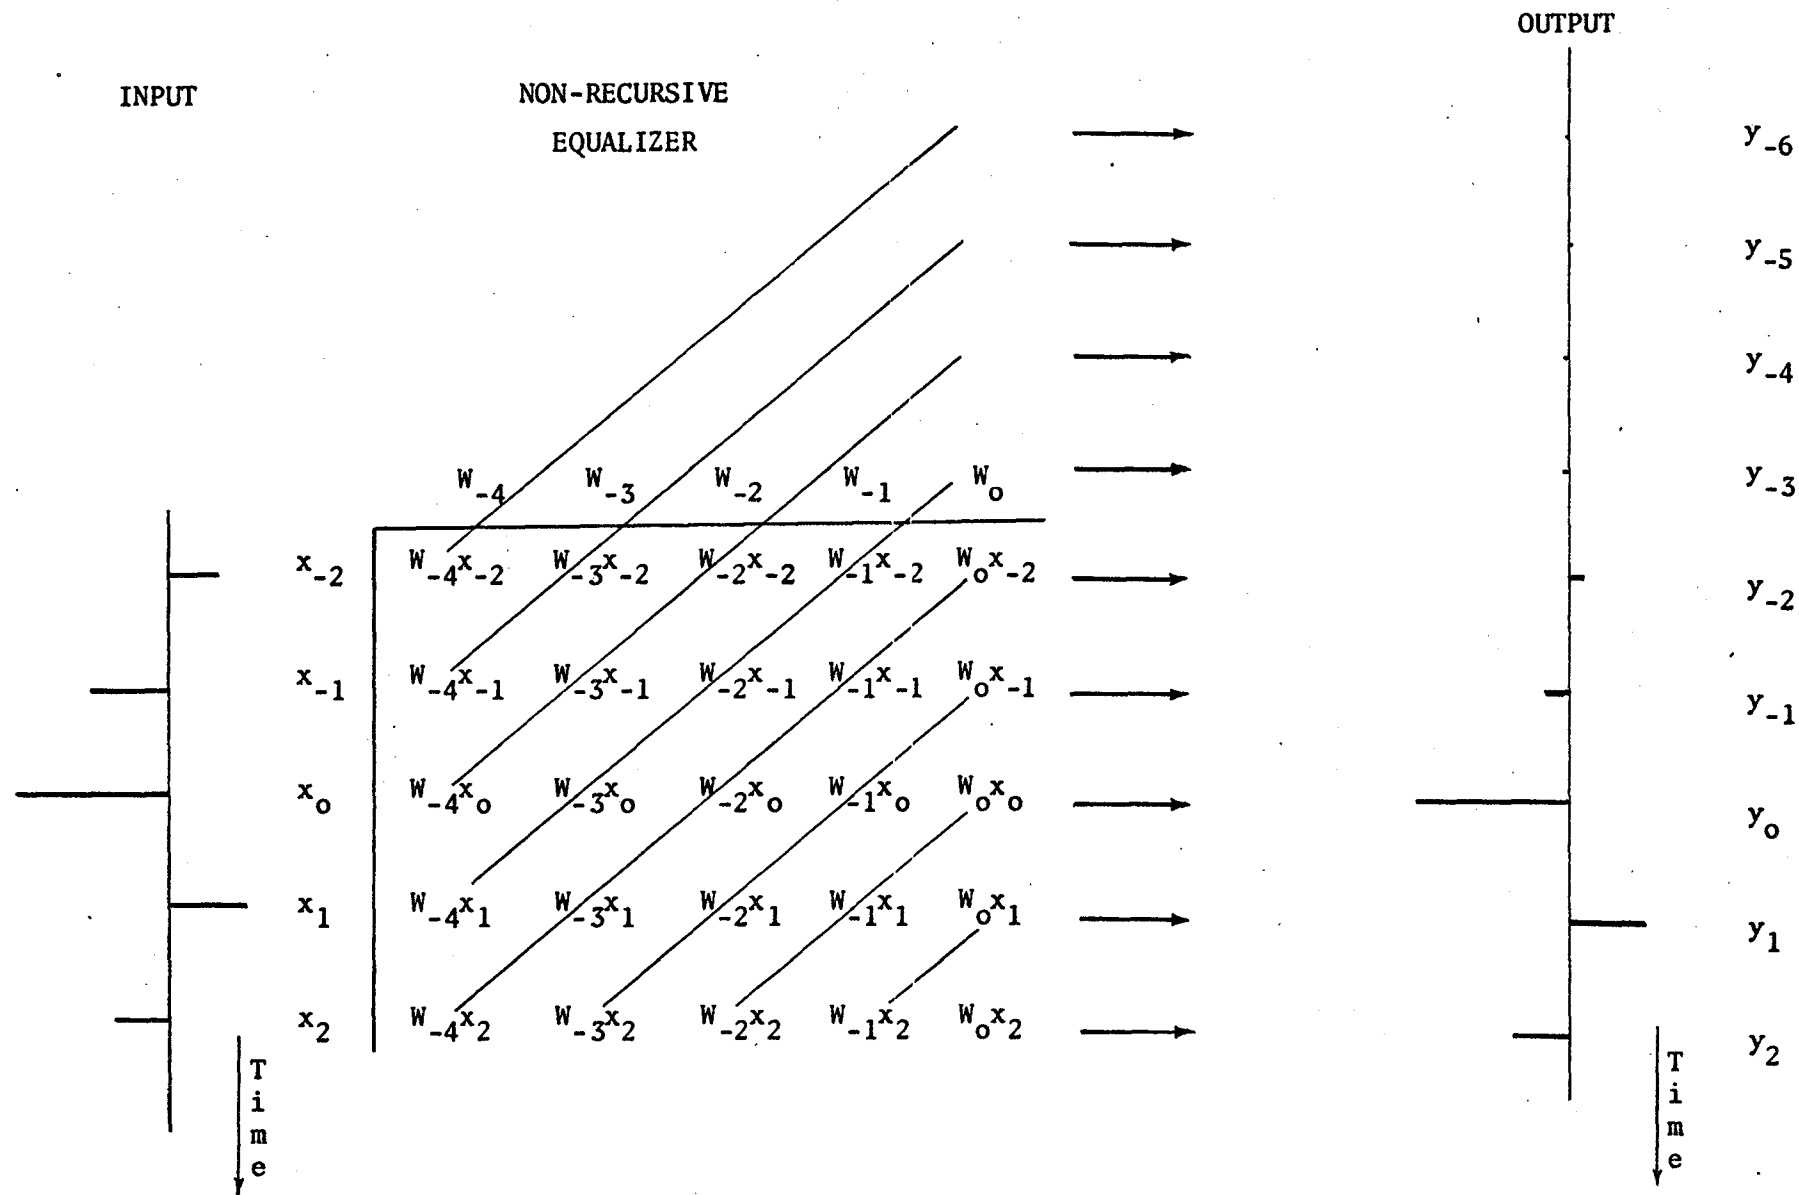 OUTPUT
INPUT
NON-RECURSIVE
EQUALIZER
y-6
y-5
y-4
W-4 W-3 W-2 W-1 Wo y-3
x-2 W-4x-2 W-3x-2 W-2x-2 W-1x-2 Wox-2 y-2
x-1 W-4x-1 W-3x-1 W-2x-1 W-1x-1 Wox-1 y-1
xo W-4xo W-3xo W-2xo W-1xo Woxo yo
x1 W-4x1 W-3x1 W-2x1 W-1x1 Wox1 y1
x2 W-4x2 W-3x2 W-2x2 W-1x2 Wox2 y2
Time
Time